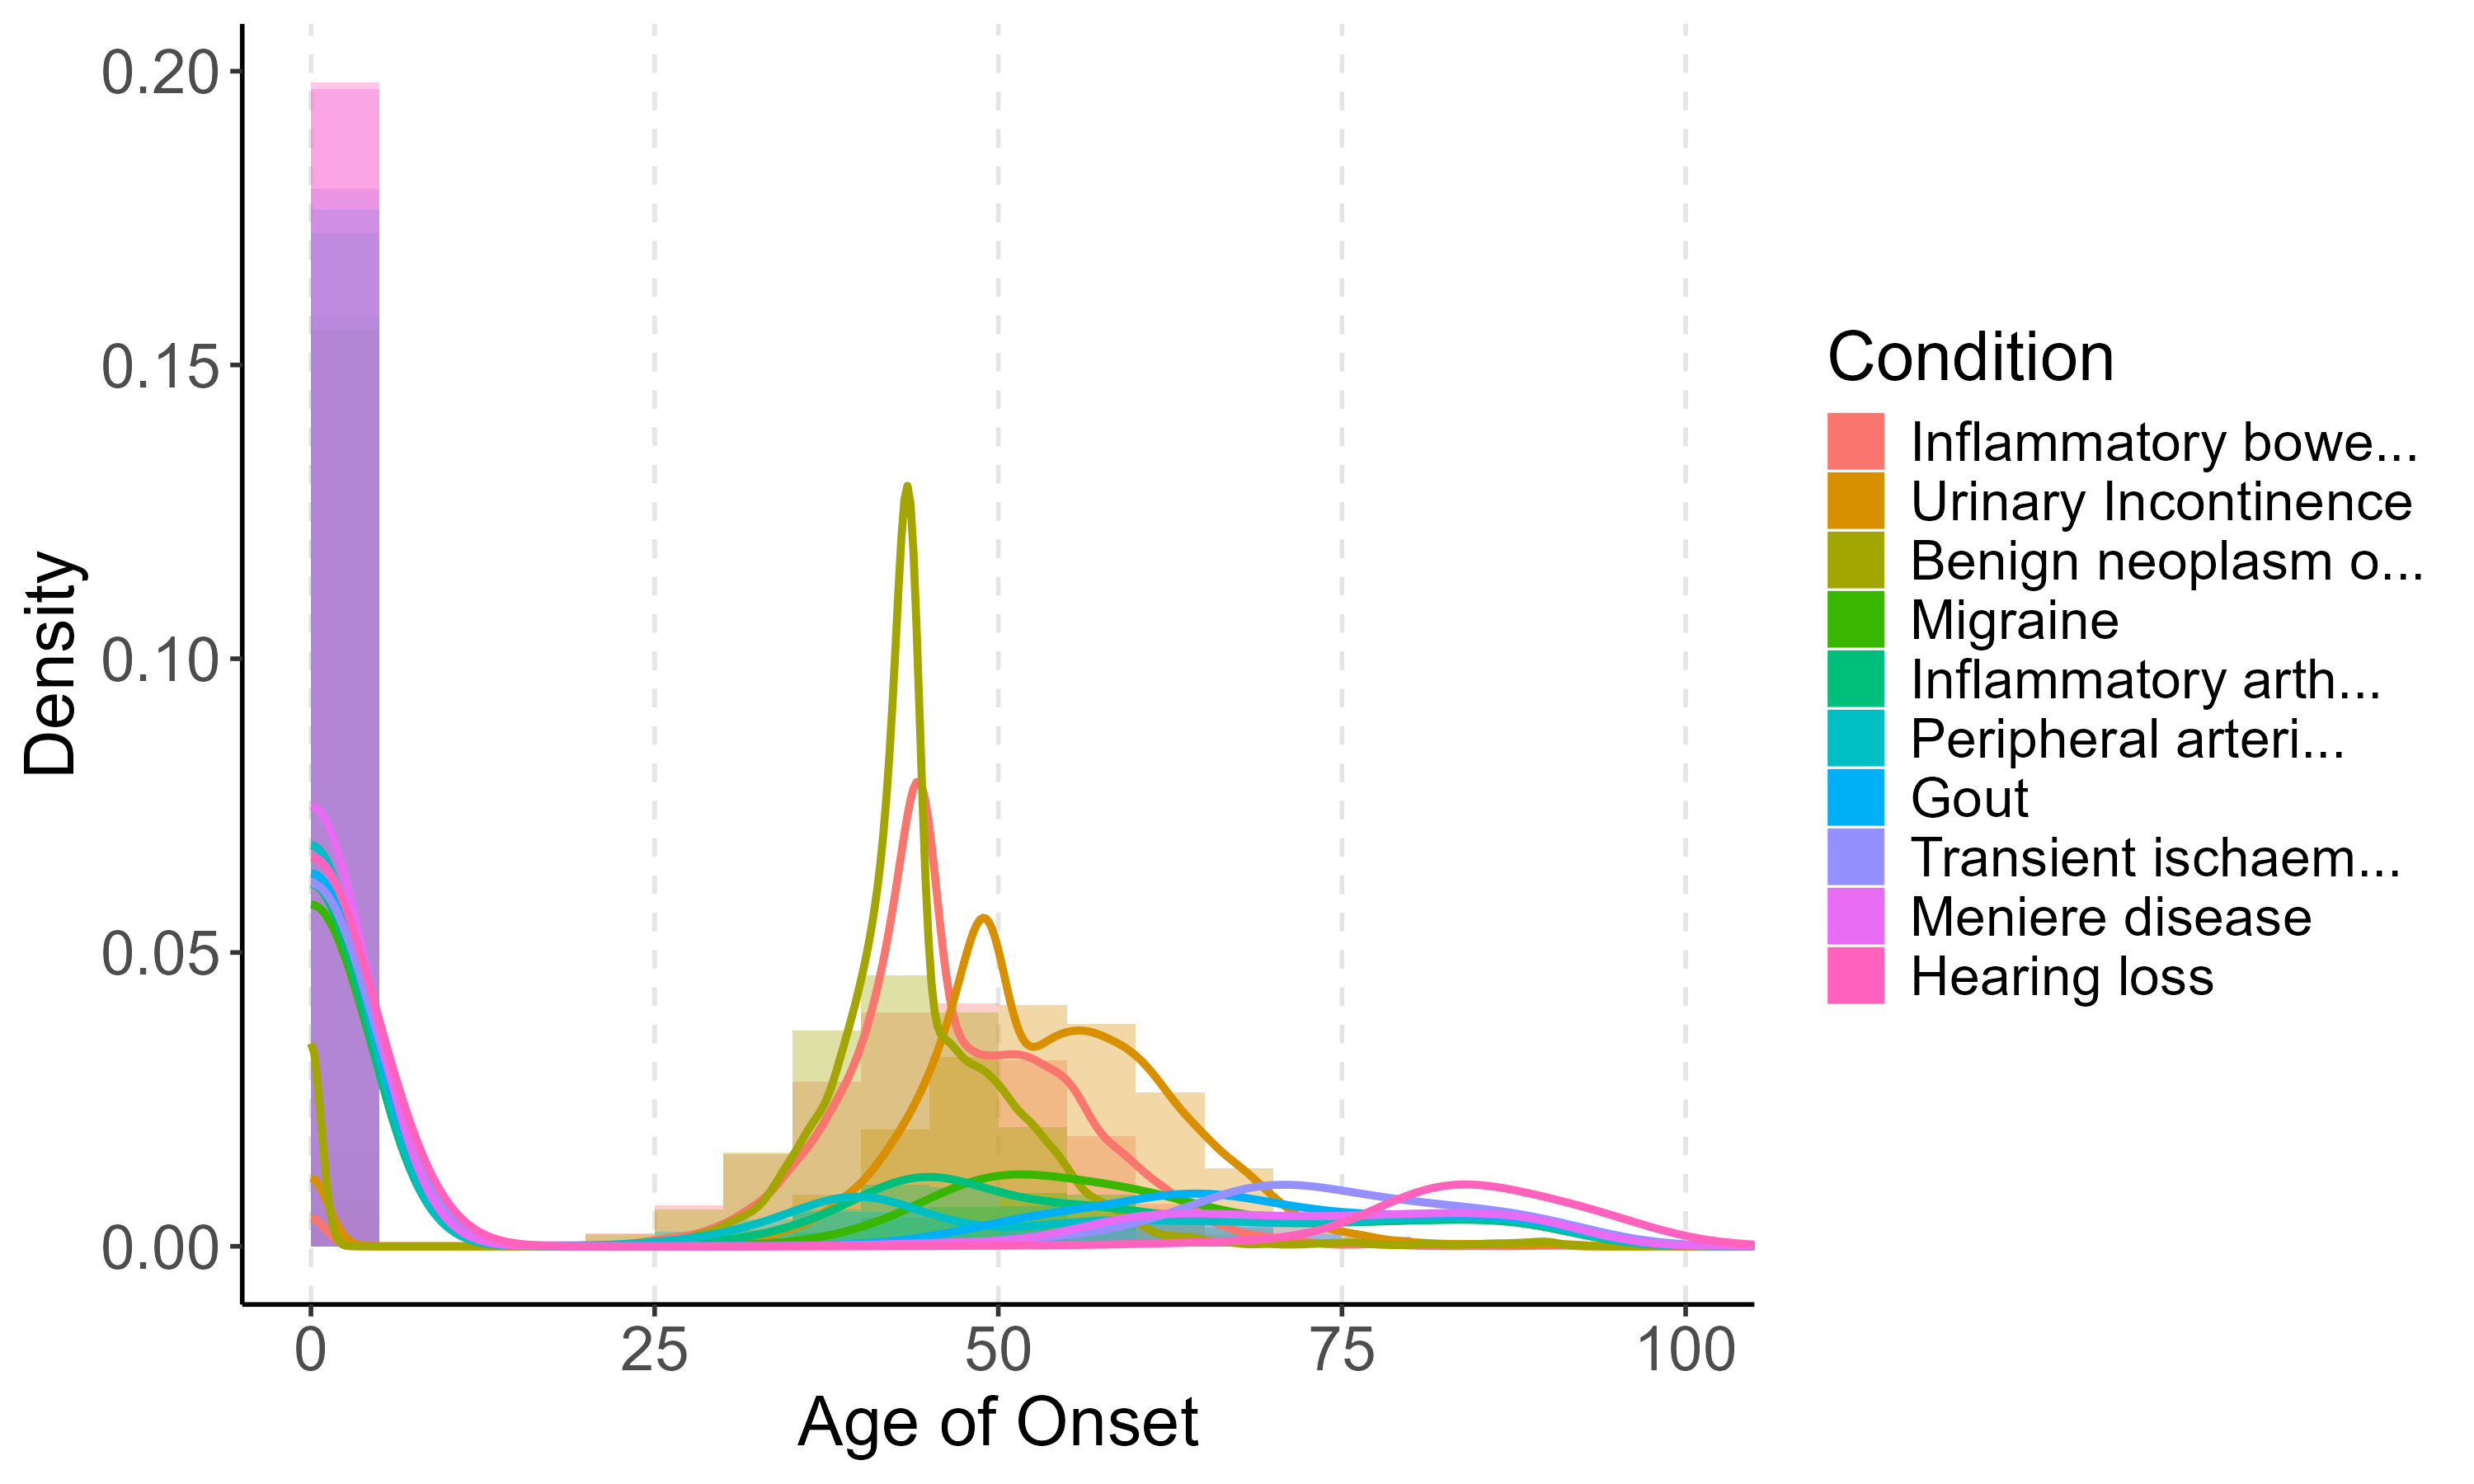 0.20
0.15
0.10
0.05
0.00
Density
0 25 50 75 100
Age of Onset
Condition
Inflammatory bowe...
Urinary Incontinence
Benign neoplasm o...
Migraine
Inflammatory arth...
Peripheral arteri...
Gout
Transient ischaem...
Meniere disease
Hearing loss